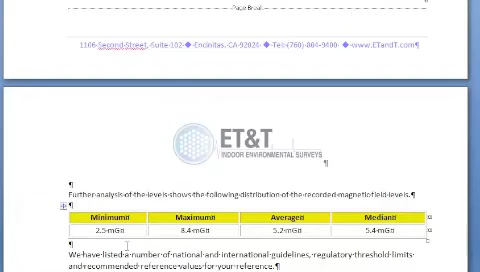 Page Break
1106 Second Street, Suite 102 ◆ Encinitas, CA 92024 ◆ Tel: (760) 804-9400 ◆ www.ETandT.com¶
ET&T
INDOOR ENVIRONMENTAL SURVEYS
¶
¶
Further analysis of the levels shows the following distribution of the recorded magnetic field levels.¶
¶
Minimum¤ Maximum¤ Average¤ Median¤ ¤
2.5 mG¤ 8.4 mG¤ 5.2 mG¤ 5.4 mG¤ ¤
¶
We have listed a number of national and international guidelines, regulatory threshold limits
and recommended reference values for your reference.¶